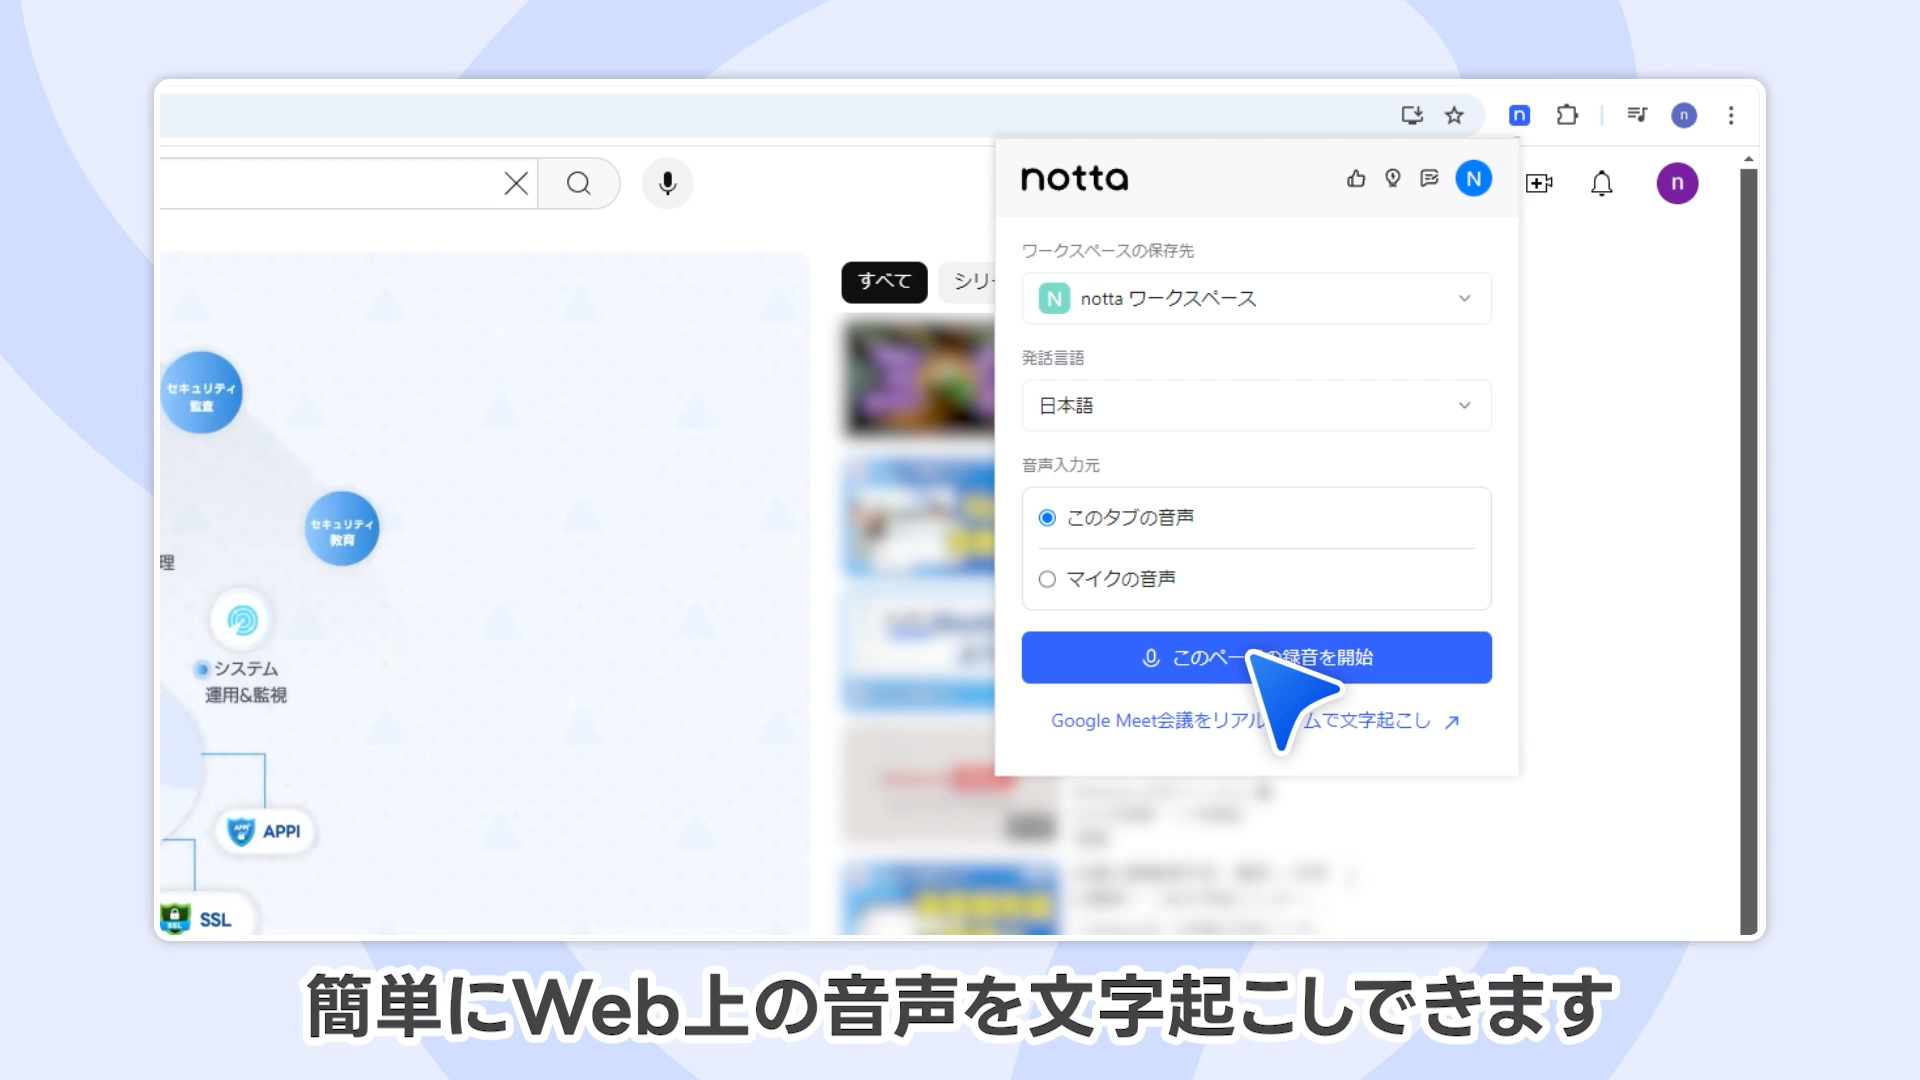 n
n
notta
N
n
ワークスペースの保存先
N notta ワークスペース
発話言語
日本語
音声入力元
このタブの音声
マイクの音声
このペー の録音を開始
Google Meet会議をリアル ムで文字起こし
すべて
シリ
セキュリティ
監査
セキュリティ
教育
理
システム
運用&監視
APPI
APPI
SSL
SSL
簡単にWeb上の音声を文字起こしできます